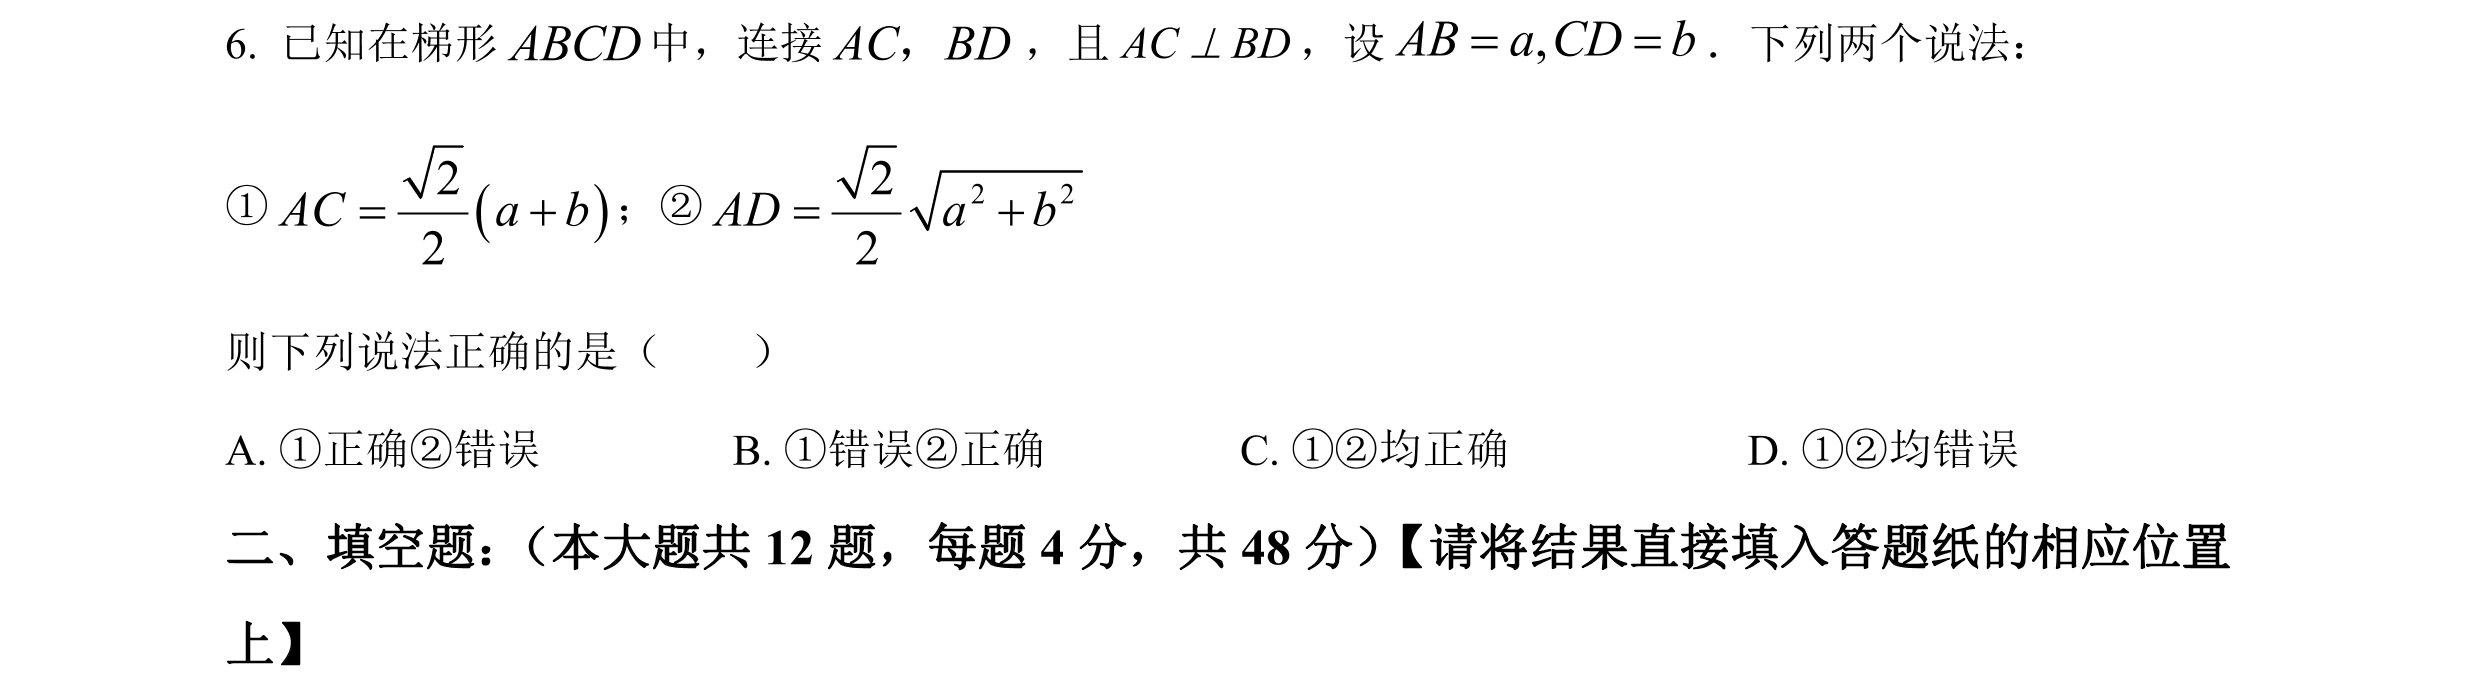 6. 已知在梯形 ABCD 中，连接 AC，BD，且 AC ⊥ BD，设 AB = a, CD = b．下列两个说法：
① AC = \frac{\sqrt{2}}{2}(a + b)；② AD = \frac{\sqrt{2}}{2}\sqrt{a^2 + b^2}
则下列说法正确的是（　　）
A. ①正确②错误 B. ①错误②正确 C. ①②均正确 D. ①②均错误
二、填空题：（本大题共 12 题，每题 4 分，共 48 分）【请将结果直接填入答题纸的相应位置
上】